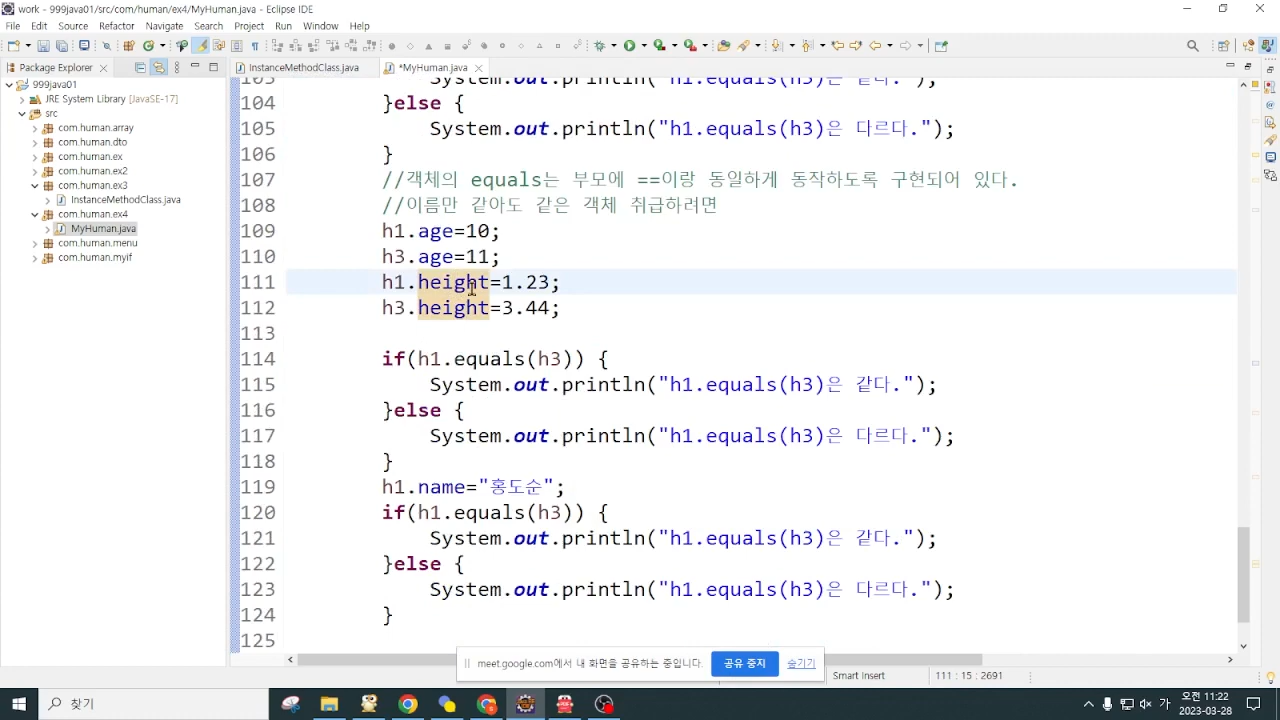 work - 999java01/src/com/human/ex4/MyHuman.java - Eclipse IDE
File Edit Source Refactor Navigate Search Project Run Window Help
Package Explorer
InstanceMethodClass.java
*MyHuman.java
999java01
JRE System Library [JavaSE-17]
src
com.human.array
com.human.dto
com.human.ex
com.human.ex2
com.human.ex3
InstanceMethodClass.java
com.human.ex4
MyHuman.java
com.human.menu
com.human.myif
103 System.out.println("h1.equals(h3)은 같다.");
104 }else {
105 System.out.println("h1.equals(h3)은 다르다.");
106 }
107 //객체의 equals는 부모에 ==이랑 동일하게 동작하도록 구현되어 있다.
108 //이름만 같아도 같은 객체 취급하려면
109 h1.age=10;
110 h3.age=11;
111 h1.height=1.23;
112 h3.height=3.44;
113
114 if(h1.equals(h3)) {
115 System.out.println("h1.equals(h3)은 같다.");
116 }else {
117 System.out.println("h1.equals(h3)은 다르다.");
118 }
119 h1.name="홍도순";
120 if(h1.equals(h3)) {
121 System.out.println("h1.equals(h3)은 같다.");
122 }else {
123 System.out.println("h1.equals(h3)은 다르다.");
124 }
125
meet.google.com에서 내 화면을 공유하는 중입니다. 공유 중지 숨기기
Smart Insert 111 : 15 : 2691
찾기
가
오전 11:22
2023-03-28